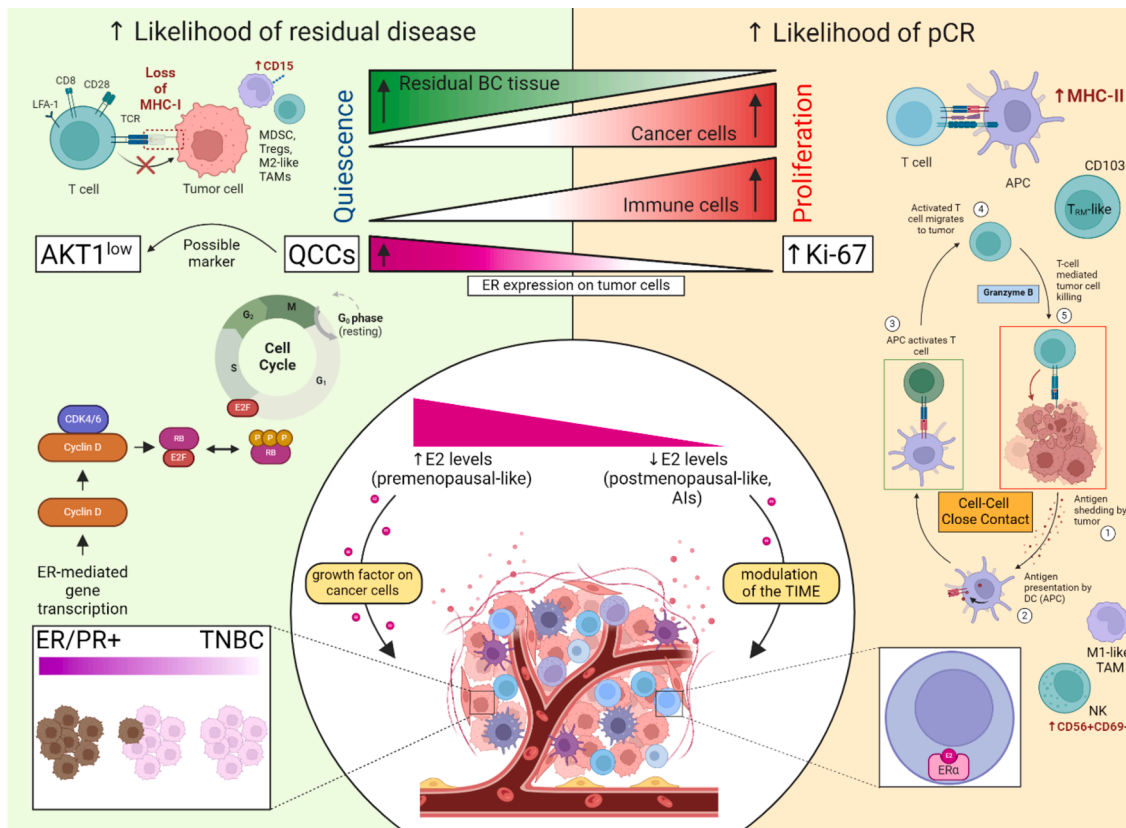 ↑ Likelihood of residual disease
↑ Likelihood of pCR
CD8
CD28
LFA-1
TCR
Loss
of
MHC-I
↑CD15
T cell
Tumor cell
MDSC,
Tregs,
M2-like
TAMs
Quiescence
Residual BC tissue
Cancer cells
Immune cells
Proliferation
ER expression on tumor cells
AKT1low
Possible
marker
QCCs
↑Ki-67
T cell
APC
↑MHC-II
CD103
TRM-like
Activated T
cell migrates
to tumor
4
T-cell
mediated
tumor cell
killing
Granzyme B
5
3
APC activates T
cell
Cell-Cell
Close Contact
Antigen
shedding by
tumor
1
Antigen
presentation by
DC (APC)
2
M1-like
TAM
NK
↑CD56+CD69-
G2
M
G0 phase
(resting)
Cell
Cycle
S
G1
E2F
CDK4/6
Cyclin D
RB
E2F
P P P
RB
Cyclin D
ER-mediated
gene
transcription
ER/PR+
TNBC
↑E2 levels
(premenopausal-like)
↓E2 levels
(postmenopausal-like,
AIs)
growth factor on
cancer cells
modulation
of the TIME
E2
ERα